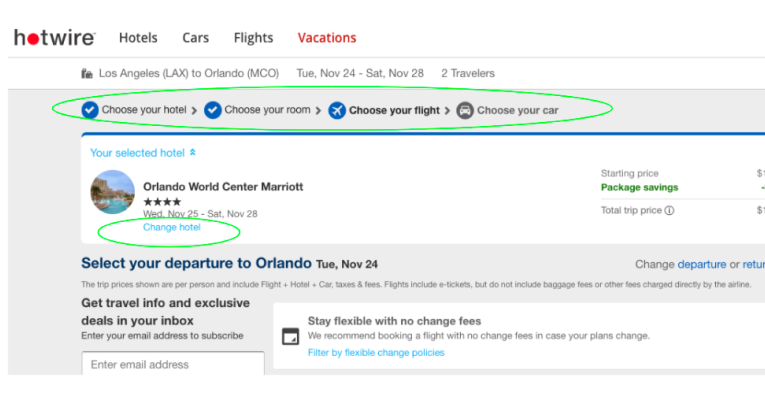 hotwire Hotels Cars Flights Vacations
Los Angeles (LAX) to Orlando (MCO) Tue, Nov 24 - Sat, Nov 28 2 Travelers
Choose your hotel > Choose your room > Choose your flight > Choose your car
Your selected hotel
Orlando World Center Marriott
Wed, Nov 25 - Sat, Nov 28
Change hotel
Starting price $1
Package savings -
Total trip price $1
Select your departure to Orlando Tue, Nov 24
Change departure or retur
The trip prices shown are per person and include Flight + Hotel + Car, taxes & fees. Flights include e-tickets, but do not include baggage fees or other fees charged directly by the airline.
Get travel info and exclusive
deals in your inbox
Enter your email address to subscribe
Enter email address
Stay flexible with no change fees
We recommend booking a flight with no change fees in case your plans change.
Filter by flexible change policies